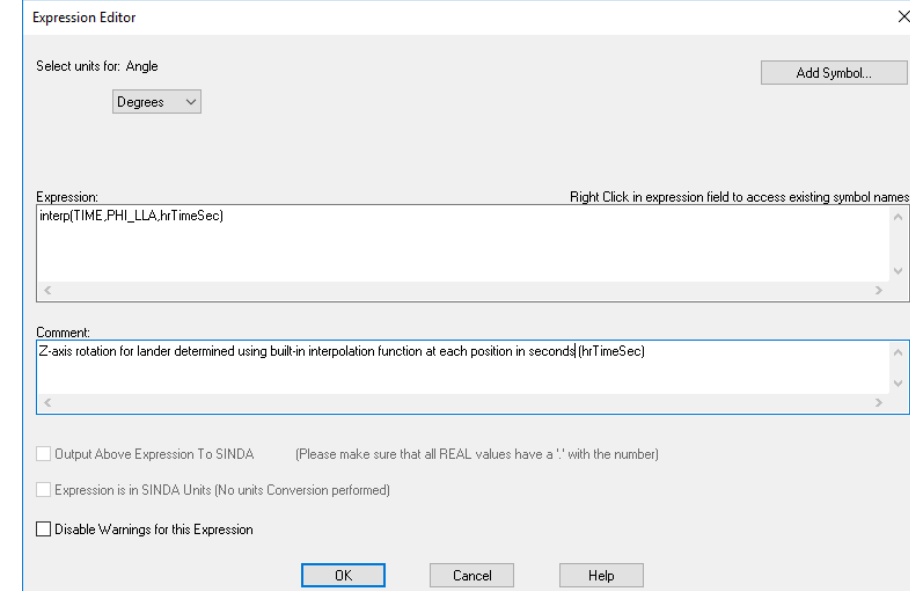 Expression Editor
Select units for: Angle
Add Symbol...
Degrees
Expression:
Right Click in expression field to access existing symbol names
interp(TIME,PHI_LLA,hrTimeSec)
Comment:
Z-axis rotation for lander determined using built-in interpolation function at each position in seconds (hrTimeSec)
Output Above Expression To SINDA (Please make sure that all REAL values have a '.' with the number)
Expression is in SINDA Units (No units Conversion performed)
Disable Warnings for this Expression
OK Cancel Help